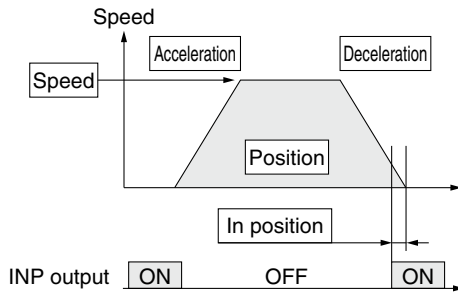 Speed
Acceleration
Deceleration
Speed
Position
In position
INP output
ON
OFF
ON